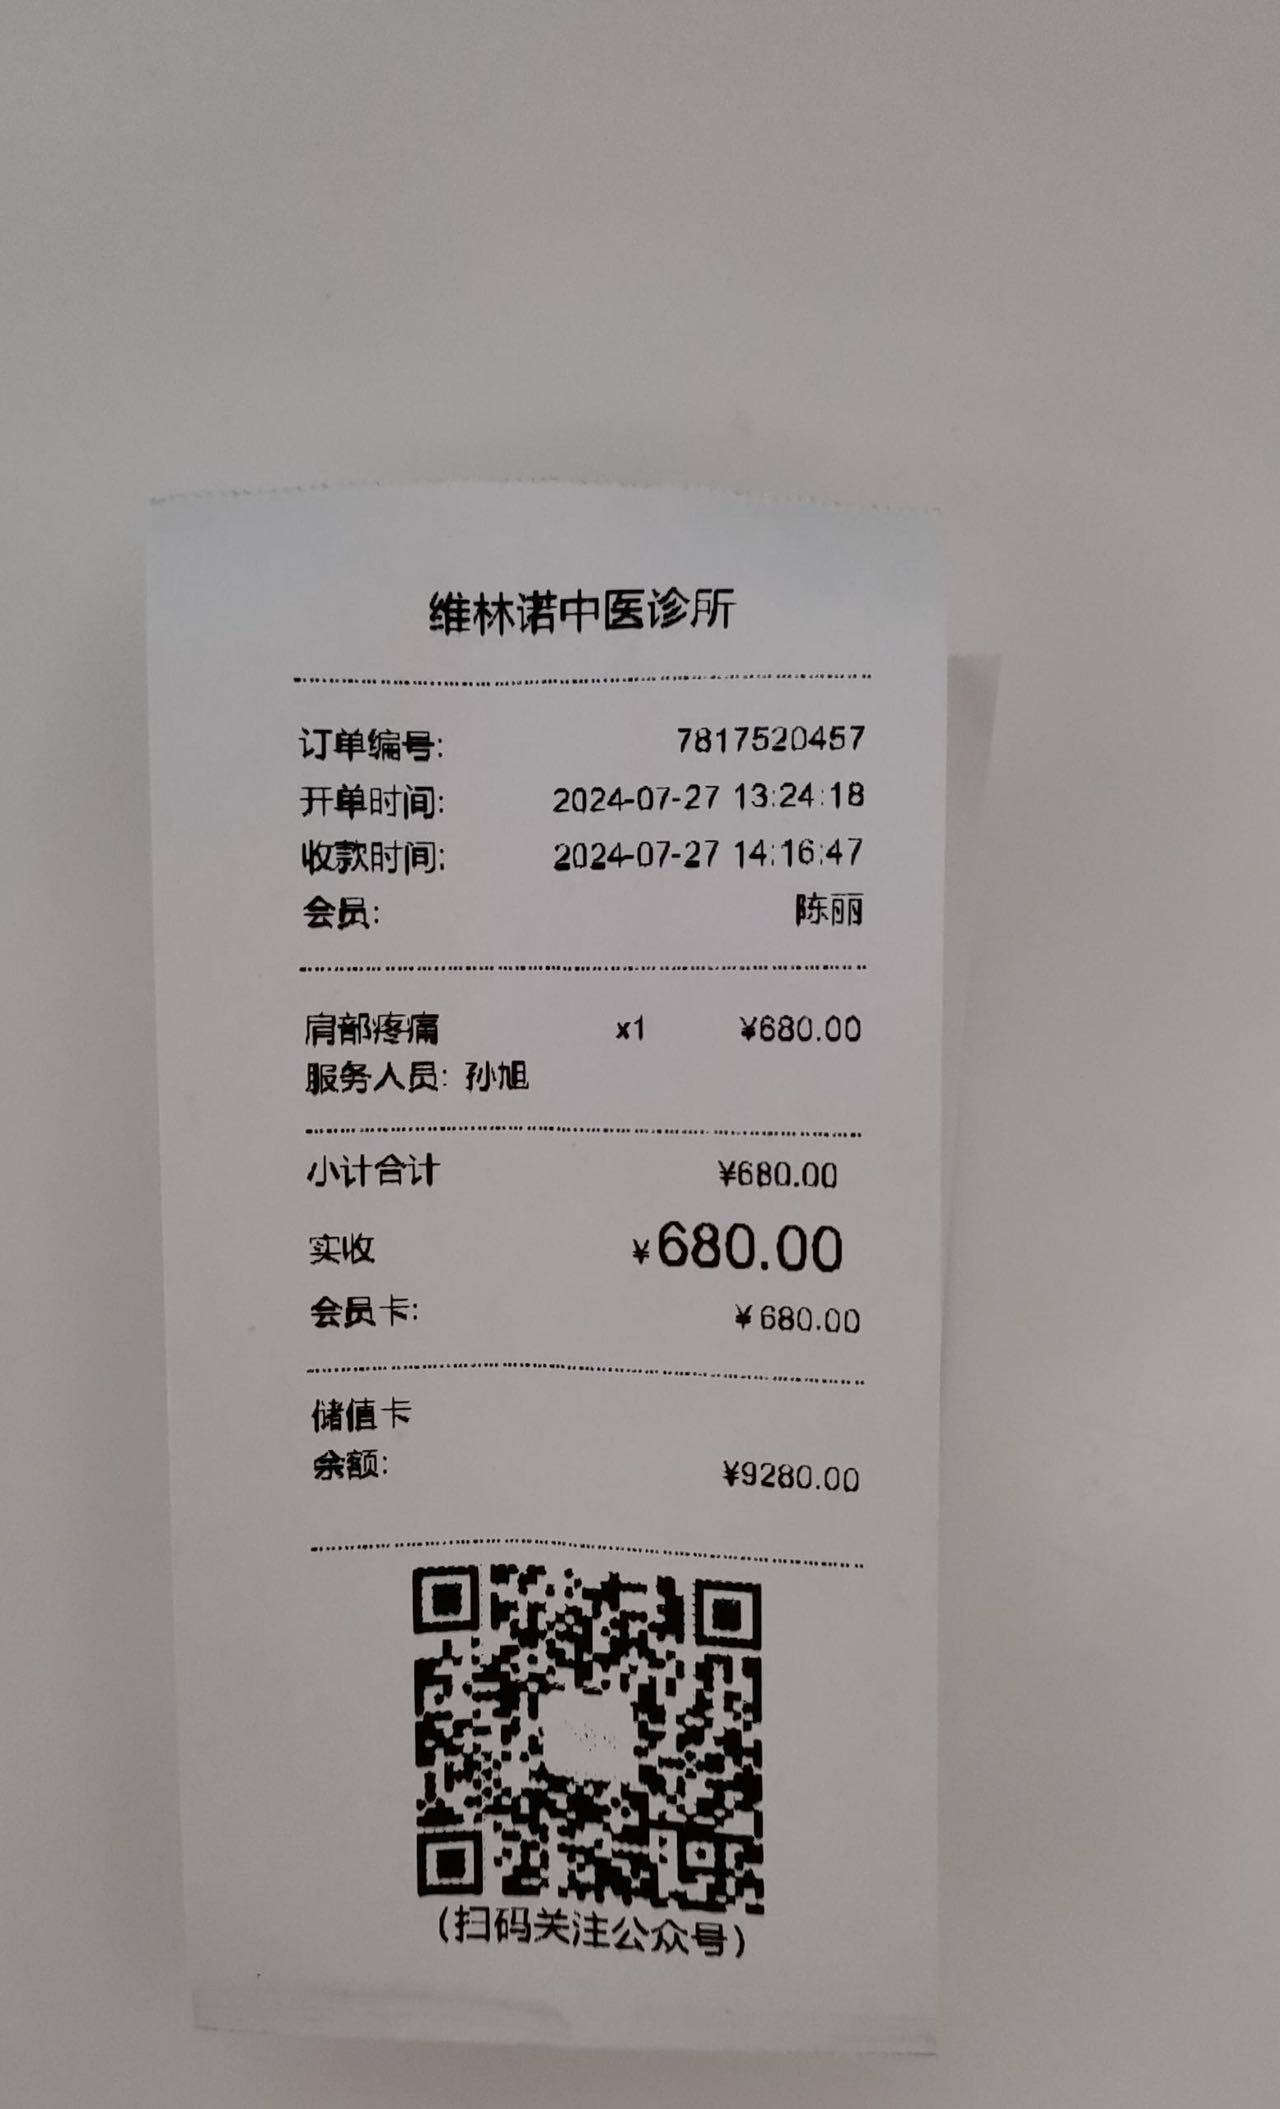 维林诺中医诊所
订单编号: 7817520457
开单时间: 2024-07-27 13:24:18
收款时间: 2024-07-27 14:16:47
会员: 陈丽
肩部疼痛 x1 ¥680.00
服务人员: 孙旭
小计合计 ¥680.00
实收 ¥680.00
会员卡: ¥680.00
储值卡
余额: ¥9280.00
(扫码关注公众号)